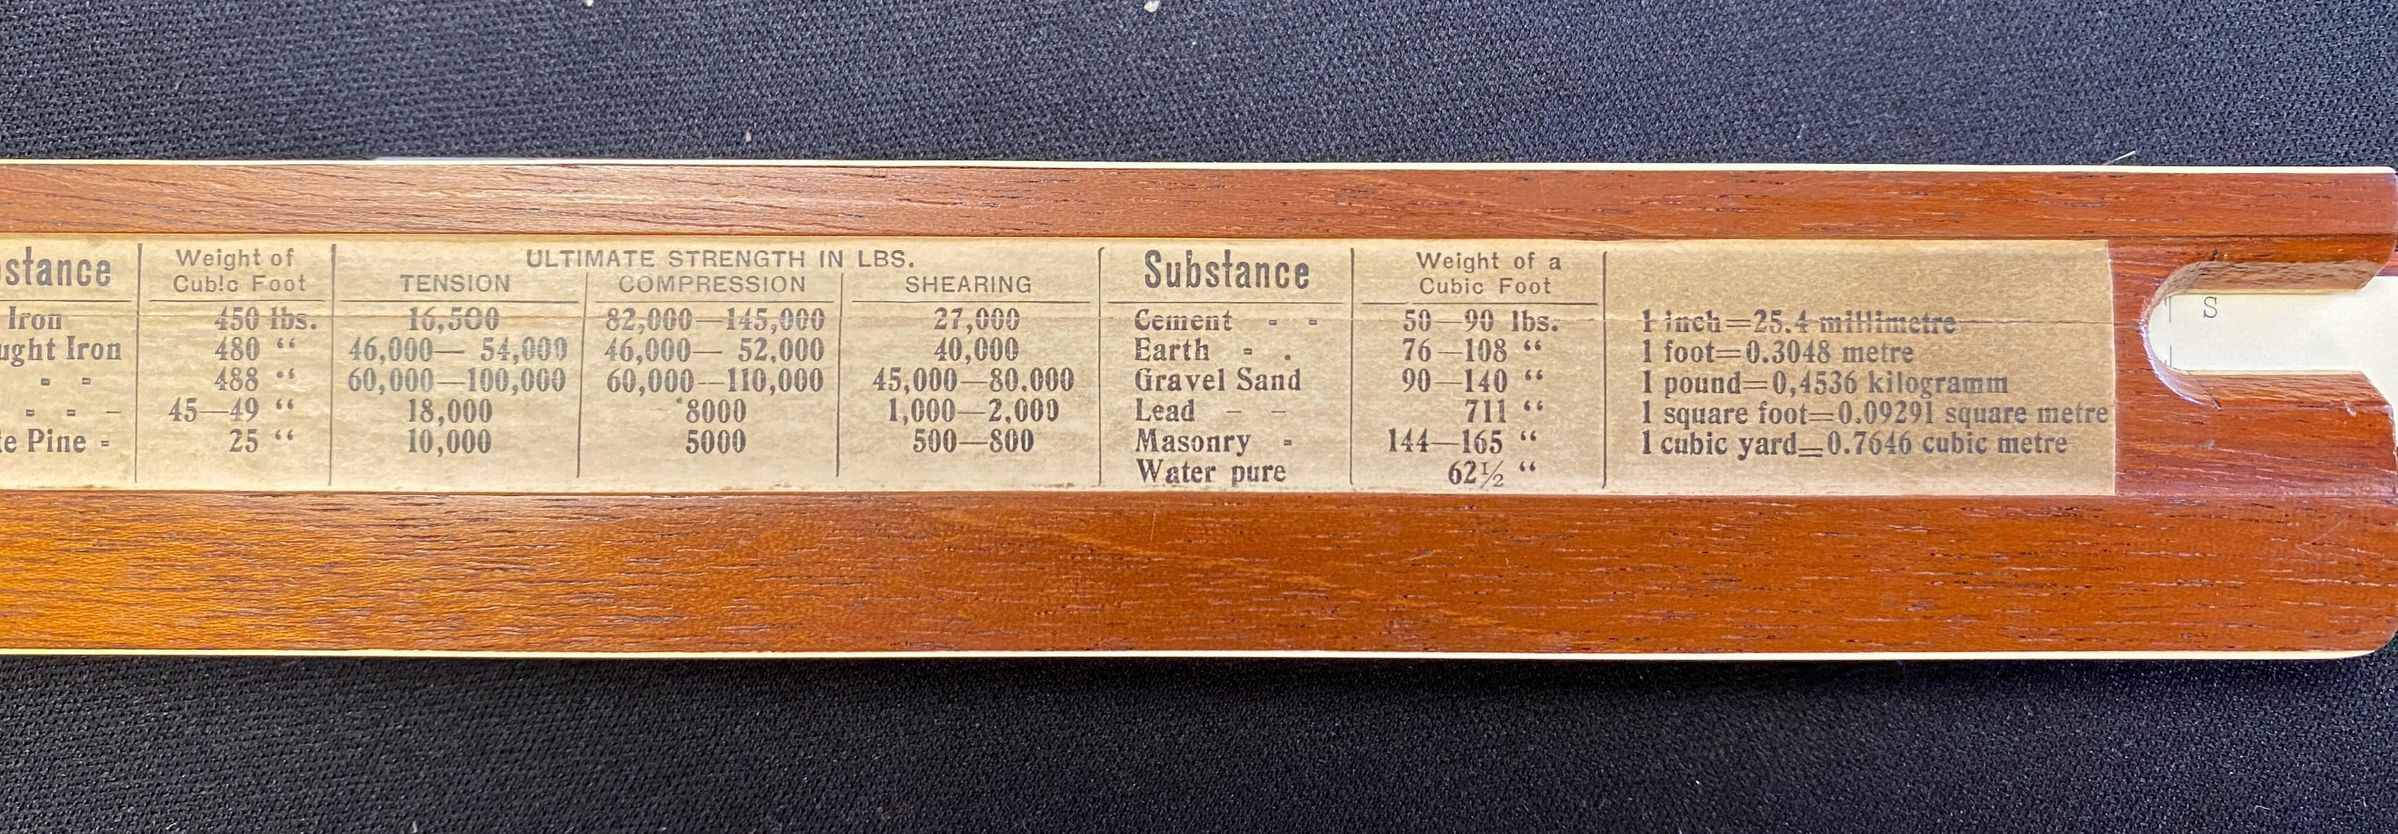 stance Weight of Cubic Foot ULTIMATE STRENGTH IN LBS. TENSION COMPRESSION SHEARING
Iron 450 lbs. 16,500 82,000—145,000 27,000
ught Iron 480 “ 46,000— 54,000 46,000— 52,000 40,000
- - 488 “ 60,000—100,000 60,000—110,000 45,000—80,000
- - - 45—49 “ 18,000 8000 1,000—2,000
te Pine - 25 “ 10,000 5000 500—800
Substance Weight of a Cubic Foot
Cement - - 50—90 lbs.
Earth - . 76—108 “
Gravel Sand 90—140 “
Lead - - 711 “
Masonry - 144—165 “
Water pure 62½ “
1 inch=25.4 millimetre
1 foot=0.3048 metre
1 pound=0,4536 kilogramm
1 square foot=0.09291 square metre
1 cubic yard=0.7646 cubic metre
S